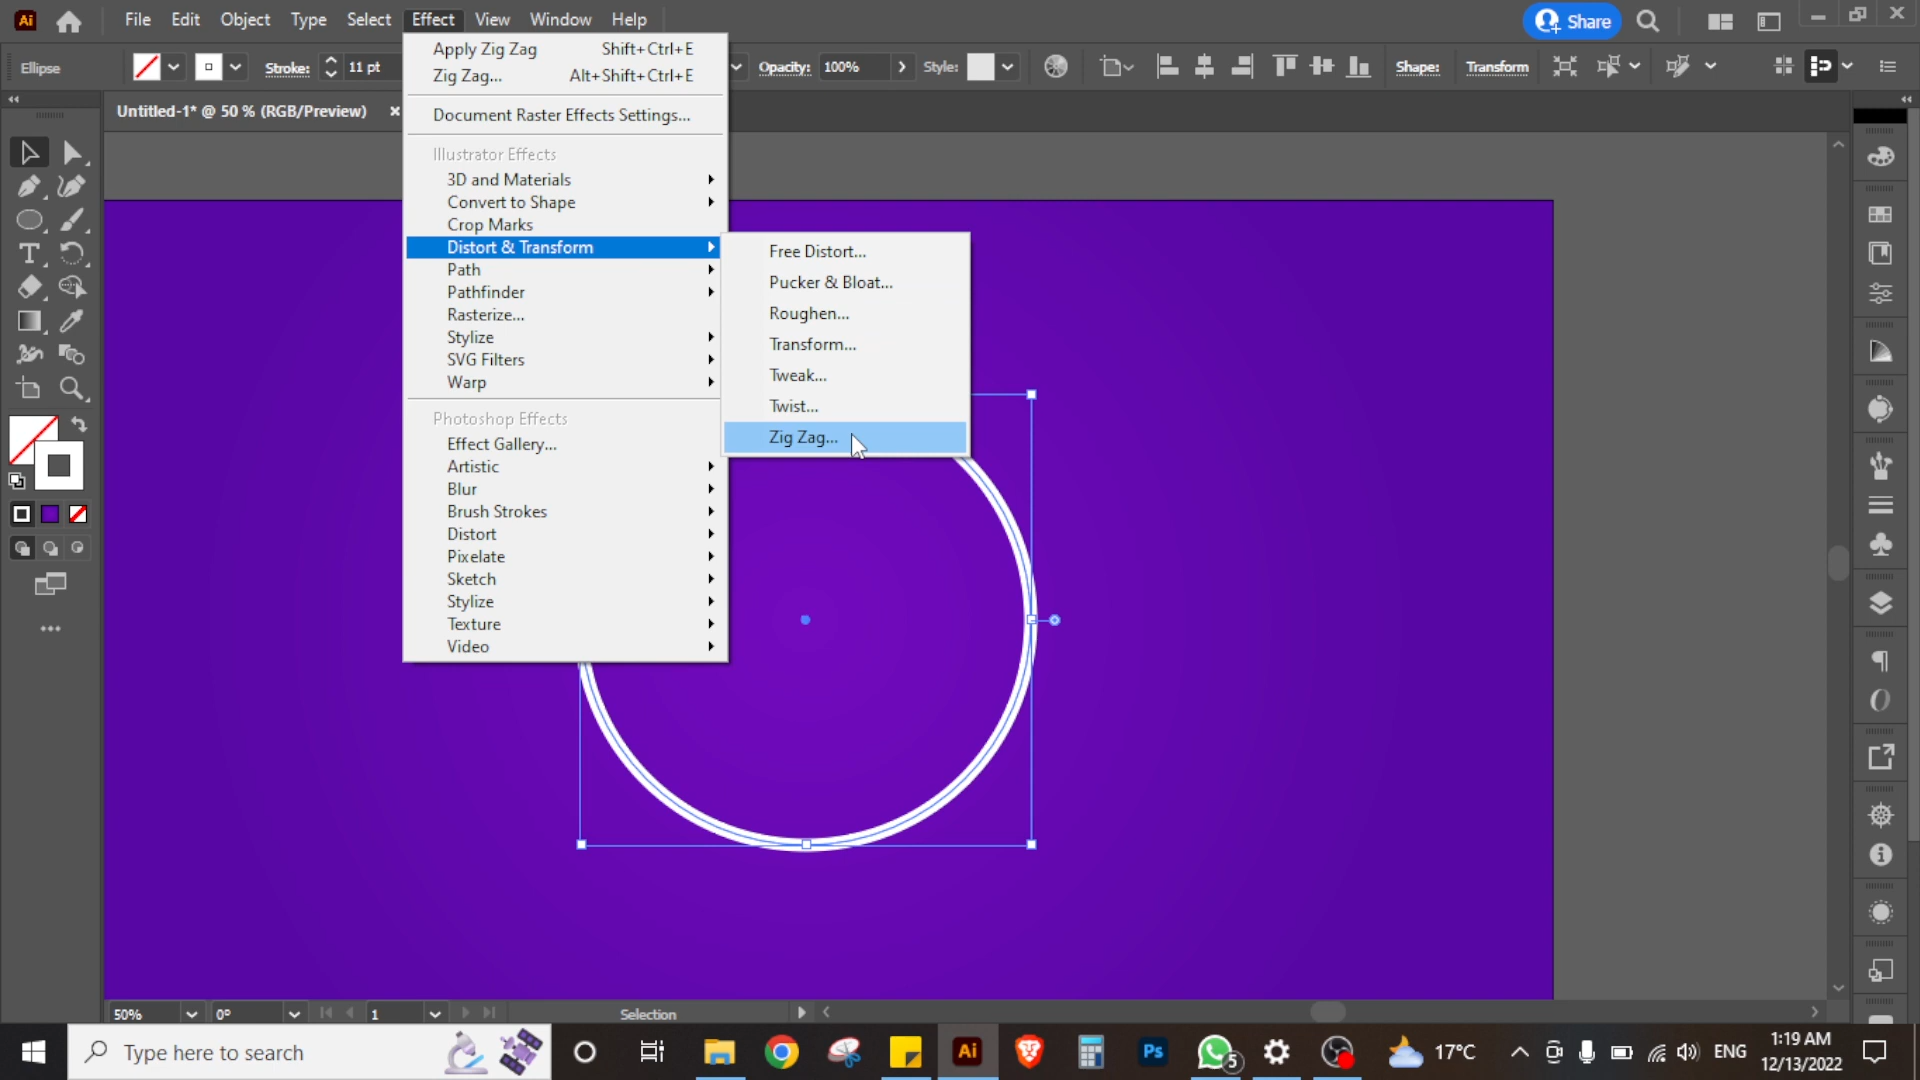 Ai File Edit Object Type Select Effect View Window Help Share
Ellipse Stroke: 11 pt Opacity: 100% Style: Shape: Transform
Untitled-1* @ 50 % (RGB/Preview) ×
Apply Zig Zag Shift+Ctrl+E
Zig Zag... Alt+Shift+Ctrl+E
Document Raster Effects Settings...
Illustrator Effects
3D and Materials
Convert to Shape
Crop Marks
Distort & Transform
Path
Pathfinder
Rasterize...
Stylize
SVG Filters
Warp
Photoshop Effects
Effect Gallery...
Artistic
Blur
Brush Strokes
Distort
Pixelate
Sketch
Stylize
Texture
Video
Free Distort...
Pucker & Bloat...
Roughen...
Transform...
Tweak...
Twist...
Zig Zag...
50% 0° 1 Selection
Type here to search Ai Ps 5 17°C ENG 1:19 AM
12/13/2022